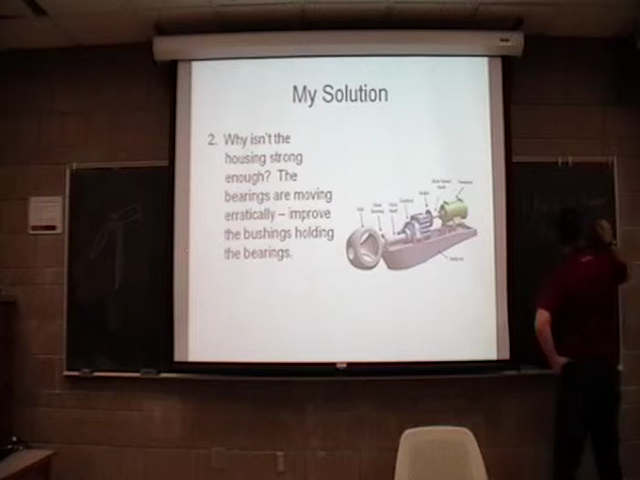 My Solution
2. Why isn't the
housing strong
enough? The
bearings are moving
erratically – improve
the bushings holding
the bearings.